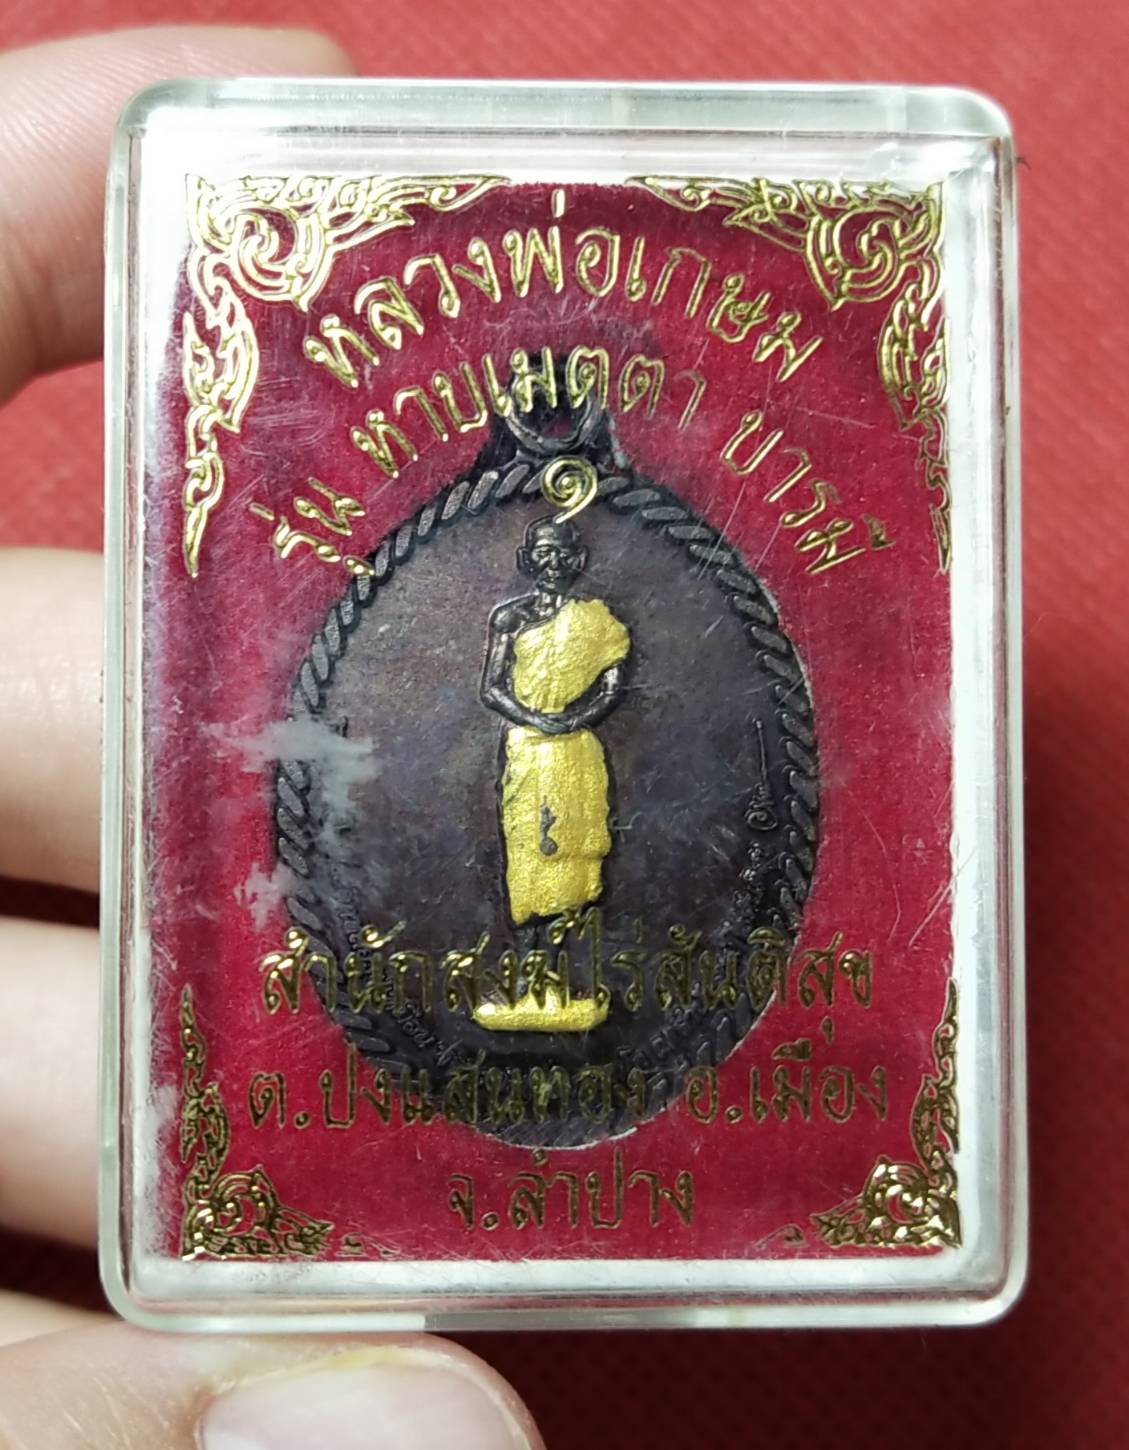 หลวงพ่อเกษม
รุ่น หาบเมตตา บารมี
๑
สำนักสงฆ์ไร่สันติสุข
ต.ปงแสนทอง อ.เมือง
จ.ลำปาง